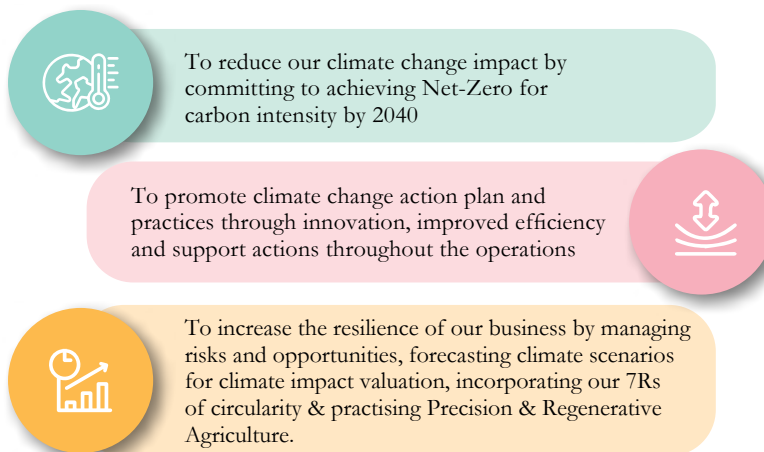 To reduce our climate change impact by
committing to achieving Net-Zero for
carbon intensity by 2040
To promote climate change action plan and
practices through innovation, improved efficiency
and support actions throughout the operations
To increase the resilience of our business by managing
risks and opportunities, forecasting climate scenarios
for climate impact valuation, incorporating our 7Rs
of circularity & practising Precision & Regenerative
Agriculture.